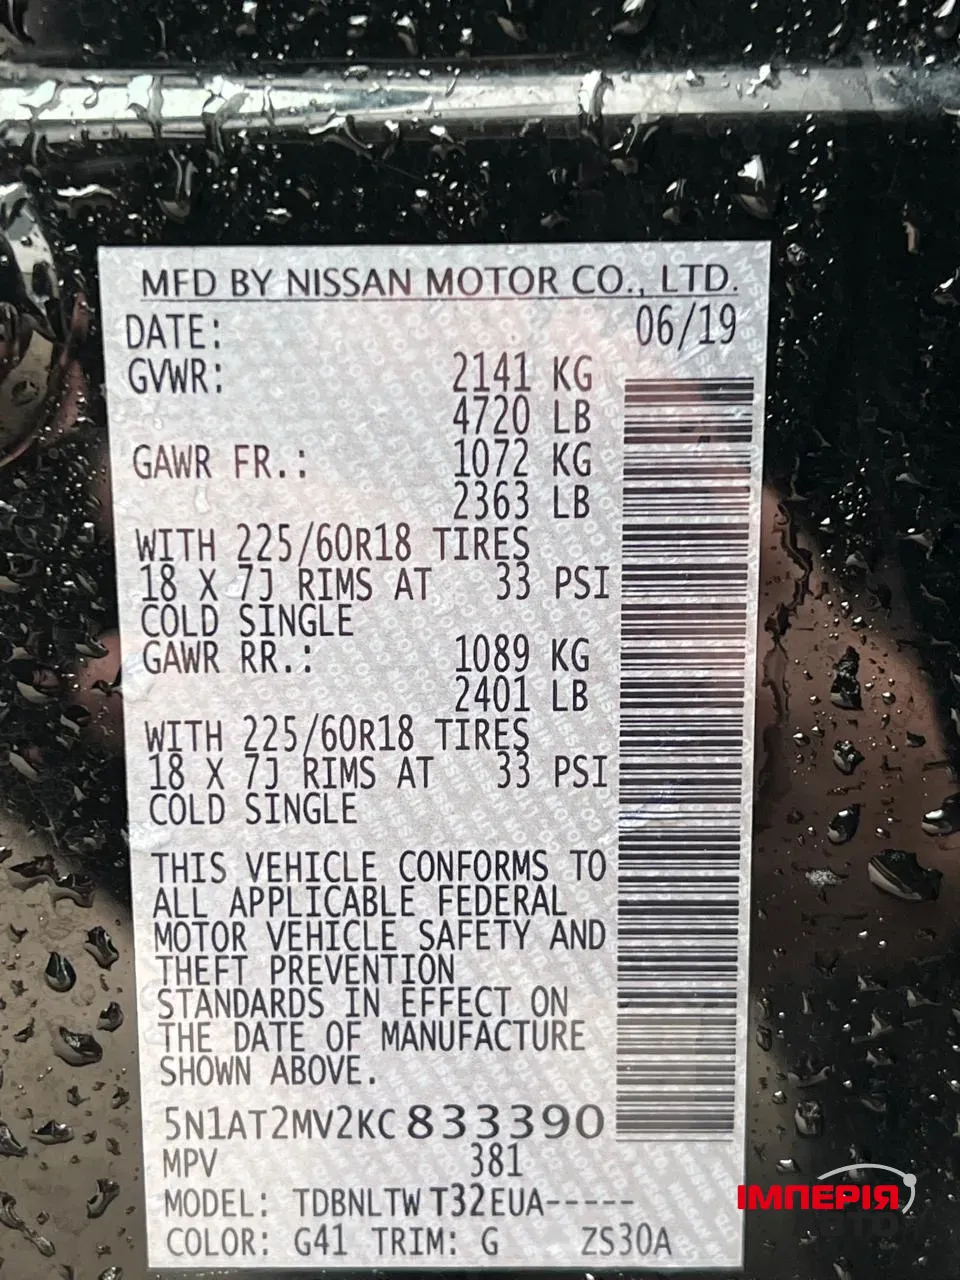 MFD BY NISSAN MOTOR CO., LTD.
DATE: 06/19
GVWR: 2141 KG
4720 LB
GAWR FR.: 1072 KG
2363 LB
WITH 225/60R18 TIRES
18 X 7J RIMS AT 33 PSI
COLD SINGLE
GAWR RR.: 1089 KG
2401 LB
WITH 225/60R18 TIRES
18 X 7J RIMS AT 33 PSI
COLD SINGLE
THIS VEHICLE CONFORMS TO
ALL APPLICABLE FEDERAL
MOTOR VEHICLE SAFETY AND
THEFT PREVENTION
STANDARDS IN EFFECT ON
THE DATE OF MANUFACTURE
SHOWN ABOVE.
5N1AT2MV2KC833390
MPV 381
MODEL: TDBNLTWT32EUA-----
COLOR: G41 TRIM: G ZS30A
ІМПЕРІЯ